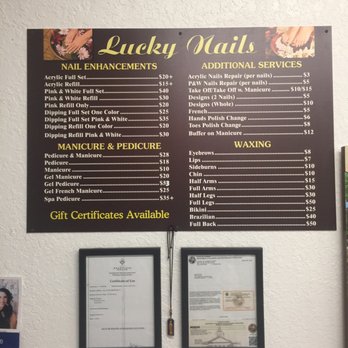 Lucky Nails
NAIL ENHANCEMENTS
Acrylic Full Set $20+
Acrylic Refill $15+
Pink & White Full Set $40
Pink & White Refill $30
Pink Refill Only $20
Dipping Full Set One Color $25
Dipping Full Set Pink & White $35
Dipping Refill One Color $20
Dipping Refill Pink & White $30
MANICURE & PEDICURE
Pedicure & Manicure $28
Pedicure $18
Manicure $10
Gel Manicure $20
Gel Pedicure
Gel French Manicure $25
Spa Pedicure $35+
Gift Certificates Available
ADDITIONAL SERVICES
Acrylic Nails Repair (per nails) $3
P&W Nails Repair (per nails) $5
Take Off/Take Off w. Manicure $10/$15
Designs (2 Nails) $5
Designs (Whole) $10
French $8
Hands Polish Change $6
Toes Polish Change $8
Buffer on Manicure $12
WAXING
Eyebrows $8
Lips $7
Sideburns $10
Chin $10
Half Arms $15
Full Arms $30
Half Legs $30
Full Legs $50
Bikini $25
Brazilian $40
Full Back $50